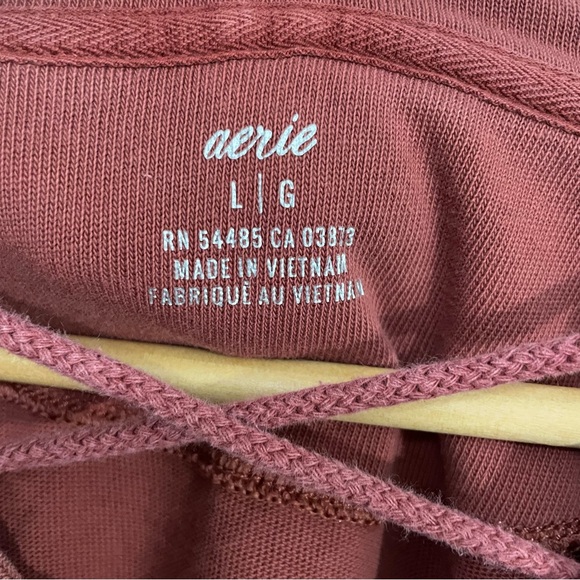 aerie
L | G
RN 54485 CA 03873
MADE IN VIETNAM
FABRIQUÉ AU VIETNAM